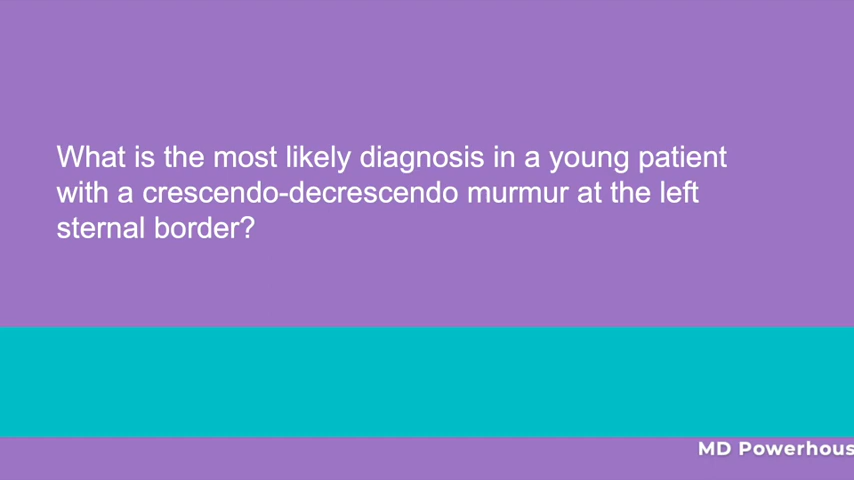 What is the most likely diagnosis in a young patient
with a crescendo-decrescendo murmur at the left
sternal border?
MD Powerhous